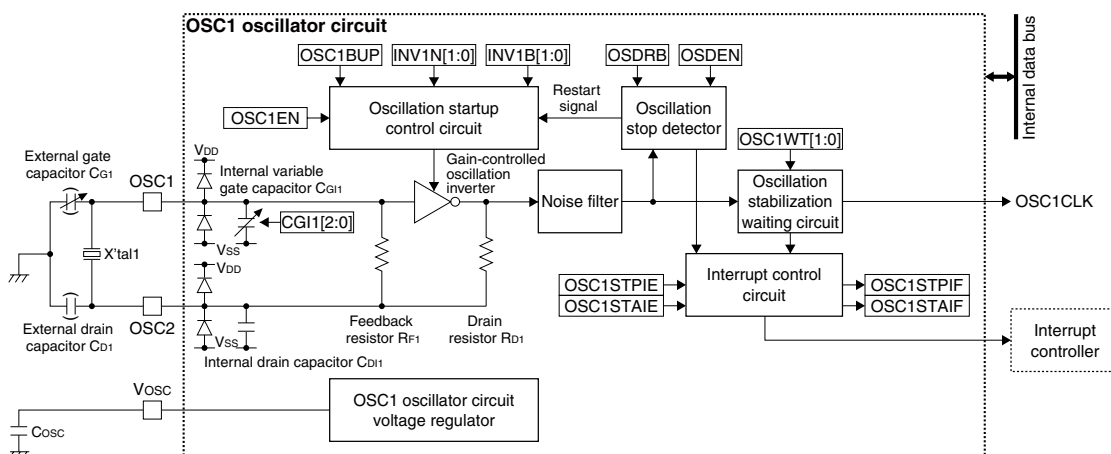 OSC1 oscillator circuit
OSC1BUP
INV1N[1:0]
INV1B[1:0]
OSDRB
OSDEN
Internal data bus
OSC1EN
Oscillation startup
control circuit
Restart
signal
Oscillation
stop detector
OSC1WT[1:0]
External gate
capacitor CG1
OSC1
VDD
Internal variable
gate capacitor CGI1
Gain-controlled
oscillation
inverter
Noise filter
Oscillation
stabilization
waiting circuit
OSC1CLK
CGI1[2:0]
VSS
X'tal1
VDD
OSC1STPIE
OSC1STAIE
Interrupt control
circuit
OSC1STPIF
OSC1STAIF
External drain
capacitor CD1
OSC2
VSS
Internal drain capacitor CDI1
Feedback
resistor RF1
Drain
resistor RD1
Interrupt
controller
VOSC
COSC
OSC1 oscillator circuit
voltage regulator